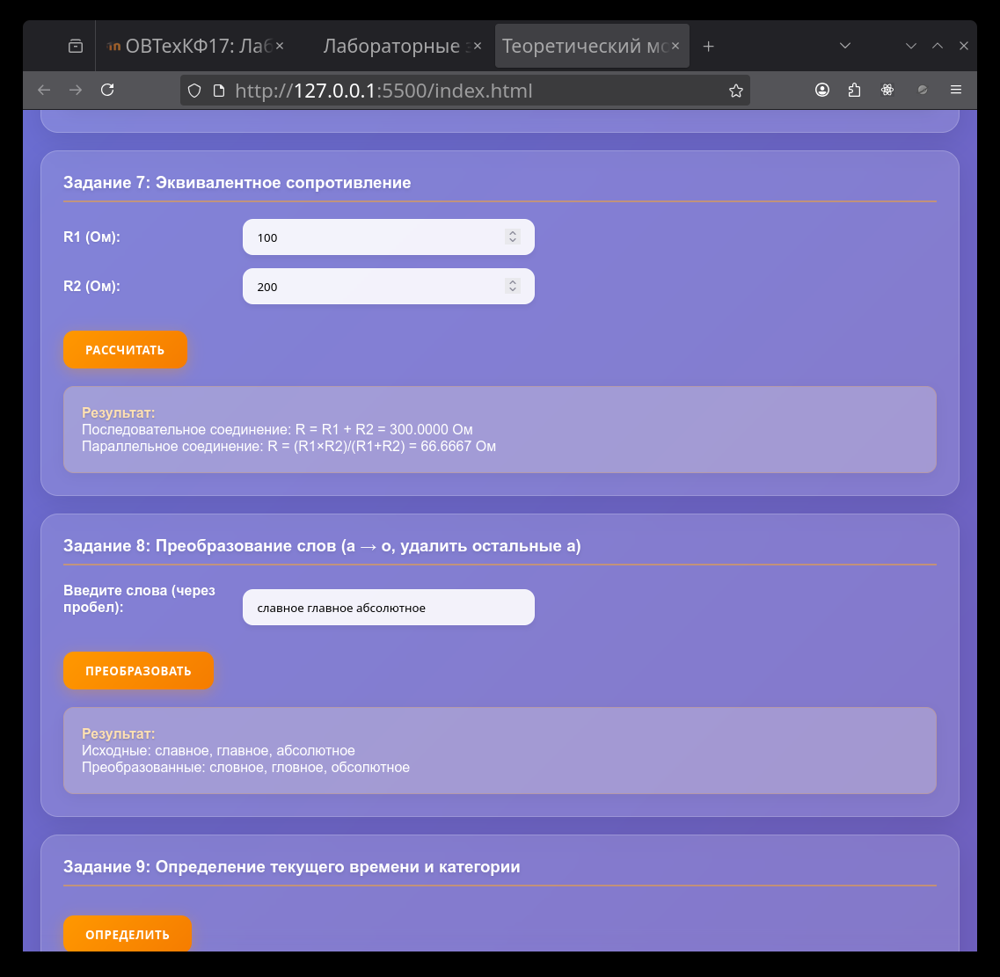 ОВТехКФ17: Лаб
Лабораторные
Теоретический мо
http://127.0.0.1:5500/index.html
Задание 7: Эквивалентное сопротивление
R1 (Ом):
100
R2 (Ом):
200
РАССЧИТАТЬ
Результат:
Последовательное соединение: R = R1 + R2 = 300.0000 Ом
Параллельное соединение: R = (R1×R2)/(R1+R2) = 66.6667 Ом
Задание 8: Преобразование слов (а → о, удалить остальные а)
Введите слова (через
пробел):
славное главное абсолютное
ПРЕОБРАЗОВАТЬ
Результат:
Исходные: славное, главное, абсолютное
Преобразованные: словное, гловное, обсолютное
Задание 9: Определение текущего времени и категории
ОПРЕДЕЛИТЬ